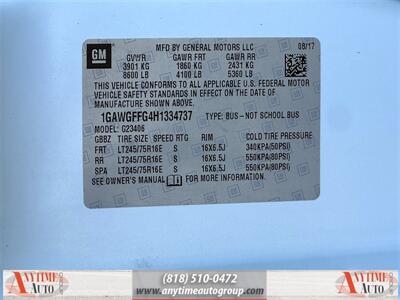 GM
MFD BY GENERAL MOTORS LLC
08/17
GVWR GAWR FRT GAWR RR
3901 KG 1860 KG 2431 KG
8600 LB 4100 LB 5360 LB
THIS VEHICLE CONFORMS TO ALL APPLICABLE U.S. FEDERAL MOTOR
VEHICLE SAFETY STANDARDS IN EFFECT ON THE DATE OF
MANUFACTURE SHOWN ABOVE.
1GAWGFFG4H1334737 TYPE: BUS - NOT SCHOOL BUS
MODEL: G23406
GBBZ TIRE SIZE SPEED RTG RIM COLD TIRE PRESSURE
FRT LT245/75R16E S 16X6.5J 340KPA(50PSI)
RR LT245/75R16E S 16X6.5J 550KPA(80PSI)
SPA LT245/75R16E S 16X6.5J 550KPA(80PSI)
SEE OWNER'S MANUAL FOR MORE INFORMATION.
ANYTIME
AUTO
(818) 510-0472
www.anytimeautogroup.com
ANYTIME
AUTO